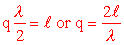 q λ/2 = ℓ or q = 2ℓ/λ